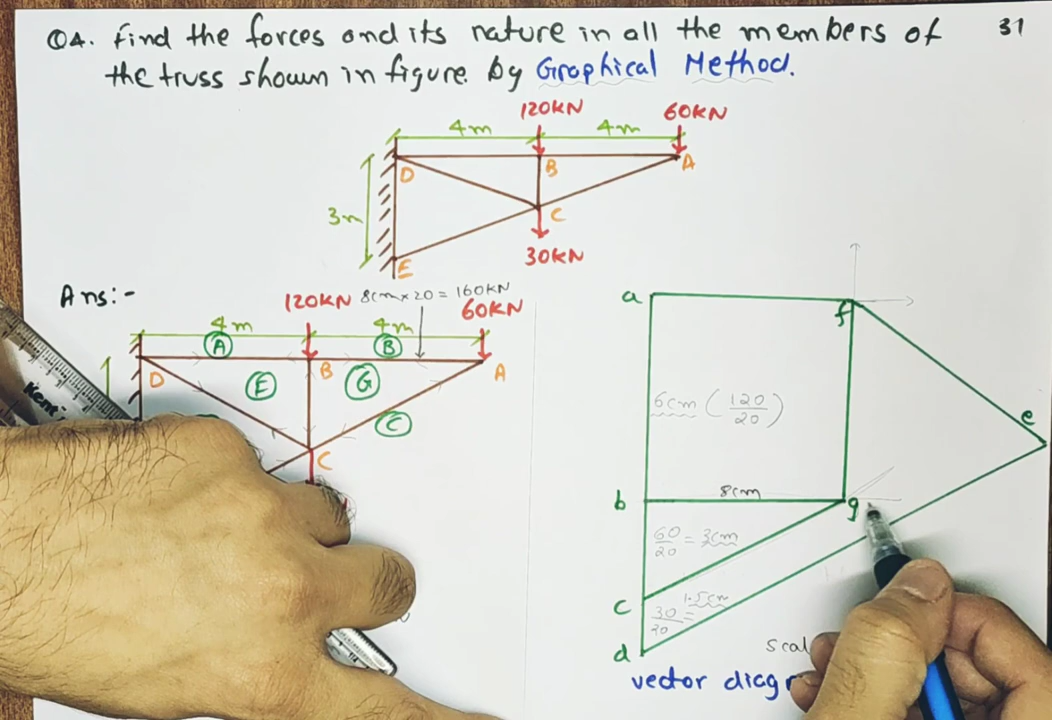 Q4. Find the forces and its nature in all the members of 31
the truss shown in figure by Graphical Method.
120KN 60KN
4m 4m
D B A
3m
C
30KN
E
Ans:- 120KN 8cm x 20 = 160KN 60KN
4m 4m
A B
D B A
E G
C
C
a f
6cm (120/20)
e
b 8cm g
60/20 = 3cm
c
30/20 = 1.5cm
d scal
vector diagr
Kent